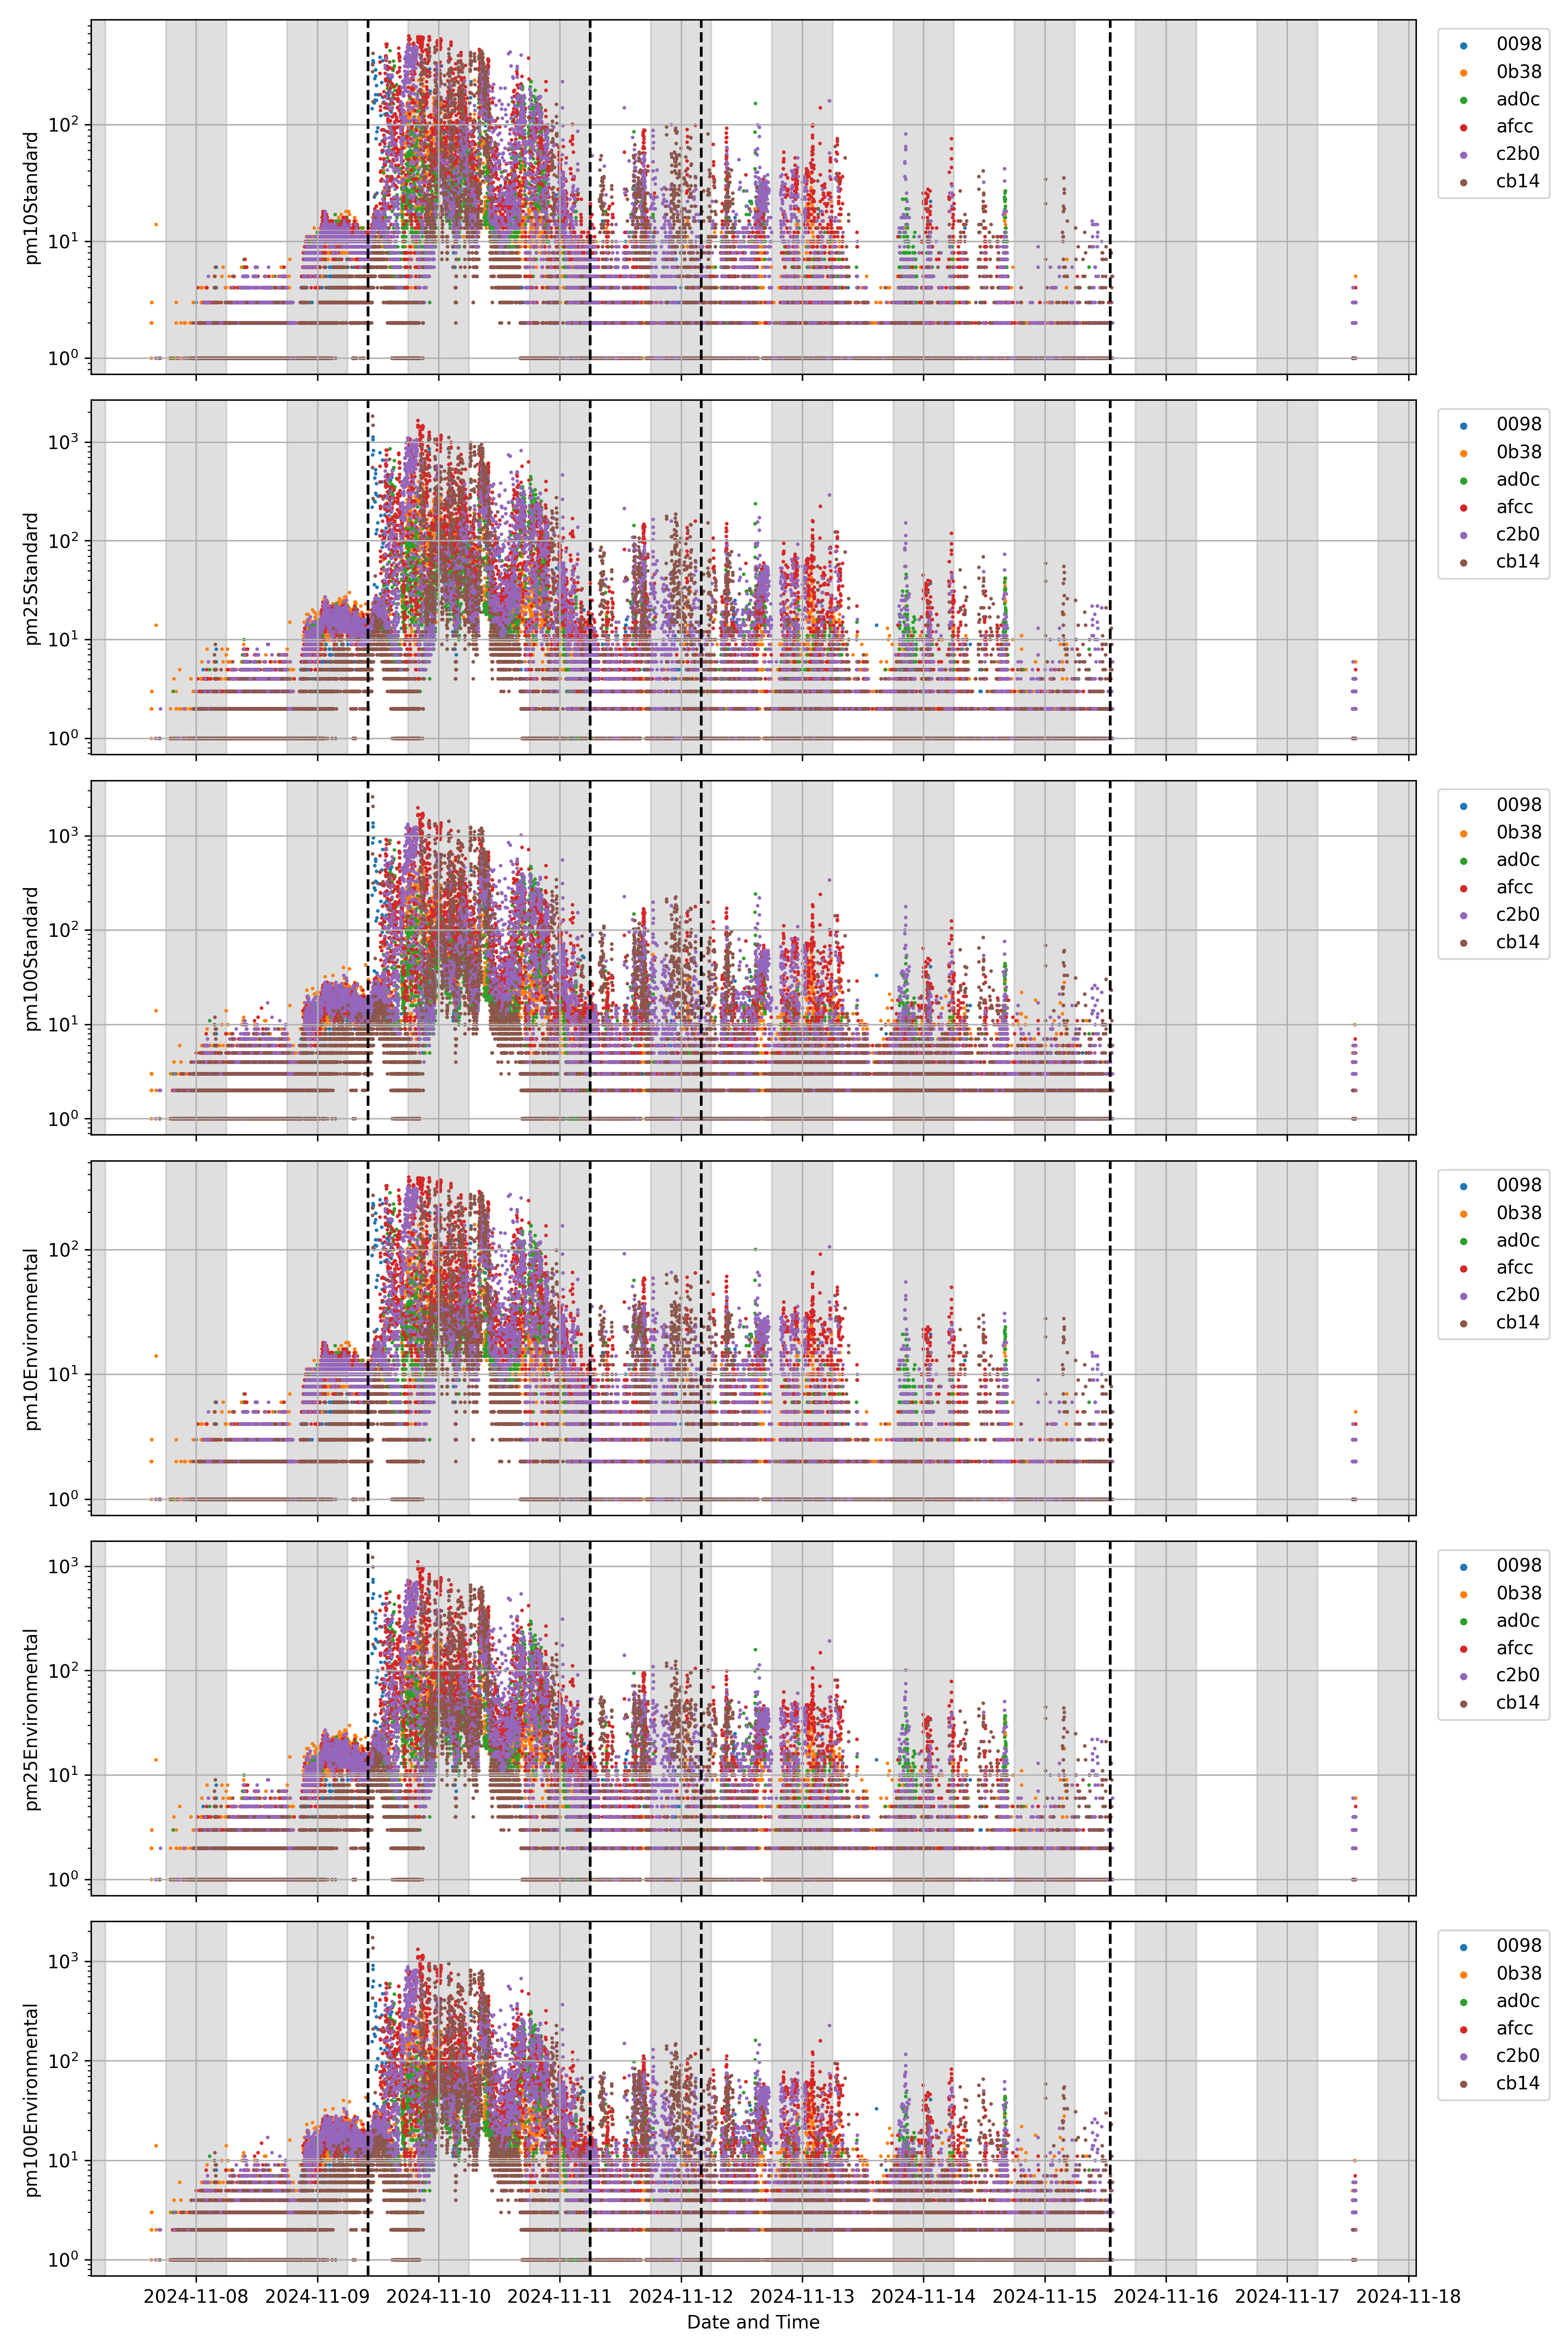 pm10Standard
10²
10¹
10⁰
0098
0b38
ad0c
afcc
c2b0
cb14
pm25Standard
10³
10²
10¹
10⁰
0098
0b38
ad0c
afcc
c2b0
cb14
pm100Standard
10³
10²
10¹
10⁰
0098
0b38
ad0c
afcc
c2b0
cb14
pm10Environmental
10²
10¹
10⁰
0098
0b38
ad0c
afcc
c2b0
cb14
pm25Environmental
10³
10²
10¹
10⁰
0098
0b38
ad0c
afcc
c2b0
cb14
pm100Environmental
10³
10²
10¹
10⁰
0098
0b38
ad0c
afcc
c2b0
cb14
2024-11-08 2024-11-09 2024-11-10 2024-11-11 2024-11-12 2024-11-13 2024-11-14 2024-11-15 2024-11-16 2024-11-17 2024-11-18
Date and Time